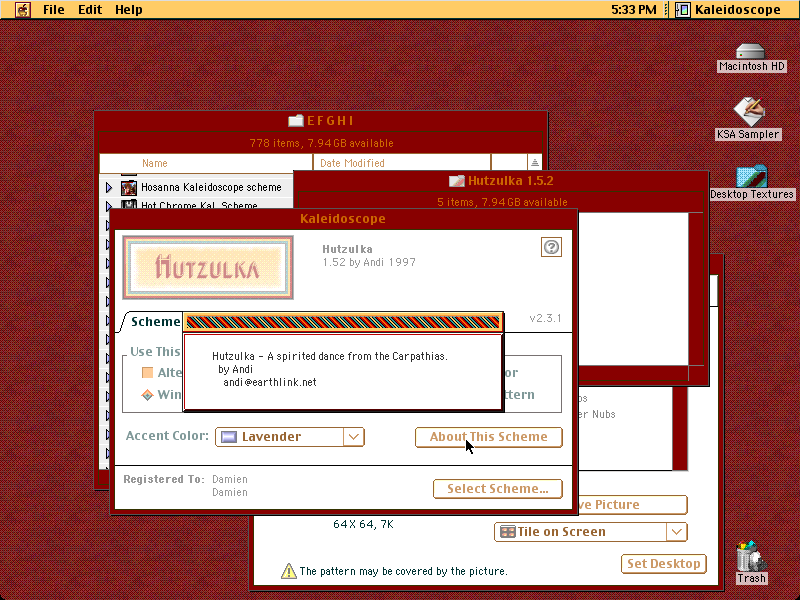 File Edit Help
5:33 PM
Kaleidoscope
Macintosh HD
KSA Sampler
Desktop Textures
Trash
E F G H I
778 items, 7.94 GB available
Name
Date Modified
Hosanna Kaleidoscope scheme
Hot Chrome Kal. Scheme
Hutzulka 1.5.2
5 items, 7.94 GB available
Kaleidoscope
HUTZULKA
Hutzulka
1.52 by Andi 1997
?
Scheme
v2.3.1
Use This
Alte
or
Win
ttern
Hutzulka - A spirited dance from the Carpathias.
by Andi
andi@earthlink.net
Accent Color:
Lavender
About This Scheme
Registered To:
Damien
Damien
Select Scheme...
er Nubs
ve Picture
64 X 64, 7K
Tile on Screen
Set Desktop
The pattern may be covered by the picture.